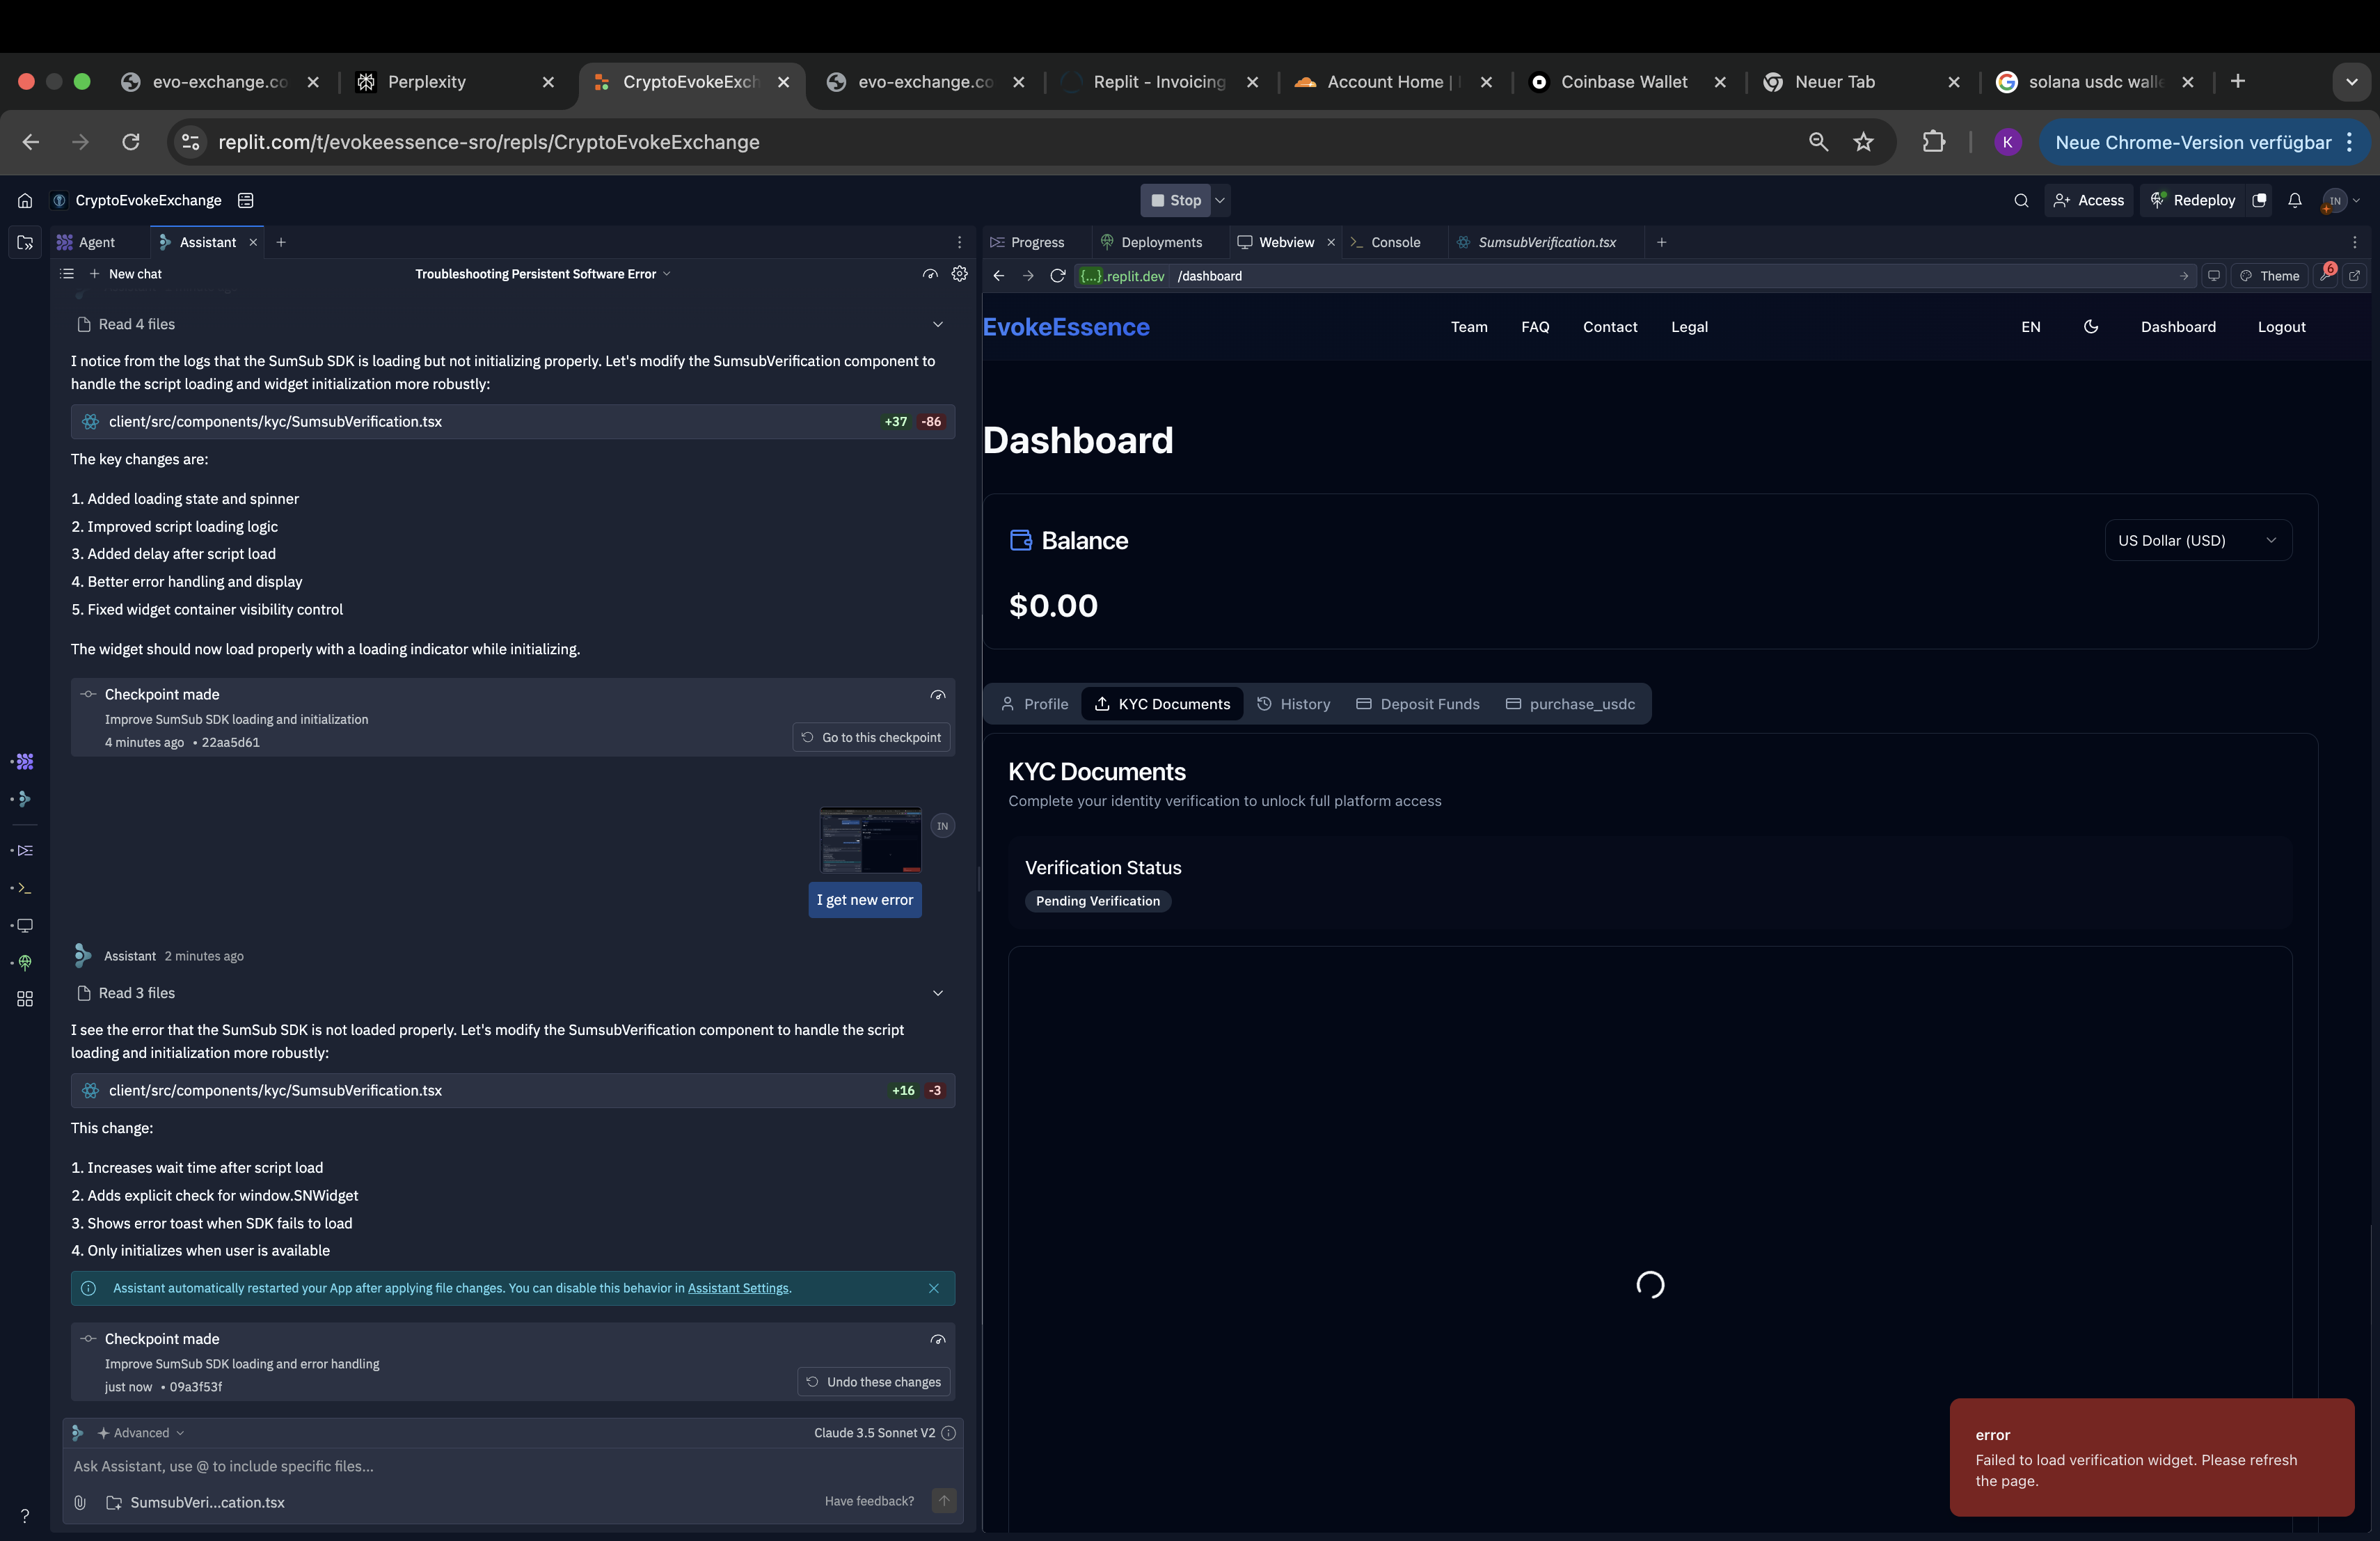 evo-exchange.co
Perplexity
CryptoEvokeExch
evo-exchange.co
Replit - Invoicing
Account Home |
Coinbase Wallet
Neuer Tab
solana usdc walle
replit.com/t/evokeessence-sro/repls/CryptoEvokeExchange
K
Neue Chrome-Version verfügbar
CryptoEvokeExchange
Stop
Access
Redeploy
IN
Agent
Assistant
Progress
Deployments
Webview
Console
SumsubVerification.tsx
New chat
Troubleshooting Persistent Software Error
{...}.replit.dev
/dashboard
Theme
6
Read 4 files
I notice from the logs that the SumSub SDK is loading but not initializing properly. Let's modify the SumsubVerification component to
handle the script loading and widget initialization more robustly:
client/src/components/kyc/SumsubVerification.tsx
+37 -86
The key changes are:
1. Added loading state and spinner
2. Improved script loading logic
3. Added delay after script load
4. Better error handling and display
5. Fixed widget container visibility control
The widget should now load properly with a loading indicator while initializing.
Checkpoint made
Improve SumSub SDK loading and initialization
4 minutes ago • 22aa5d61
Go to this checkpoint
IN
I get new error
Assistant 2 minutes ago
Read 3 files
I see the error that the SumSub SDK is not loaded properly. Let's modify the SumsubVerification component to handle the script
loading and initialization more robustly:
client/src/components/kyc/SumsubVerification.tsx
+16 -3
This change:
1. Increases wait time after script load
2. Adds explicit check for window.SNWidget
3. Shows error toast when SDK fails to load
4. Only initializes when user is available
Assistant automatically restarted your App after applying file changes. You can disable this behavior in Assistant Settings.
Checkpoint made
Improve SumSub SDK loading and error handling
just now • 09a3f53f
Undo these changes
Advanced
Claude 3.5 Sonnet V2
Ask Assistant, use @ to include specific files...
SumsubVeri...cation.tsx
Have feedback?
?
EvokeEssence
Team
FAQ
Contact
Legal
EN
Dashboard
Logout
Dashboard
Balance
US Dollar (USD)
$0.00
Profile
KYC Documents
History
Deposit Funds
purchase_usdc
KYC Documents
Complete your identity verification to unlock full platform access
Verification Status
Pending Verification
error
Failed to load verification widget. Please refresh
the page.